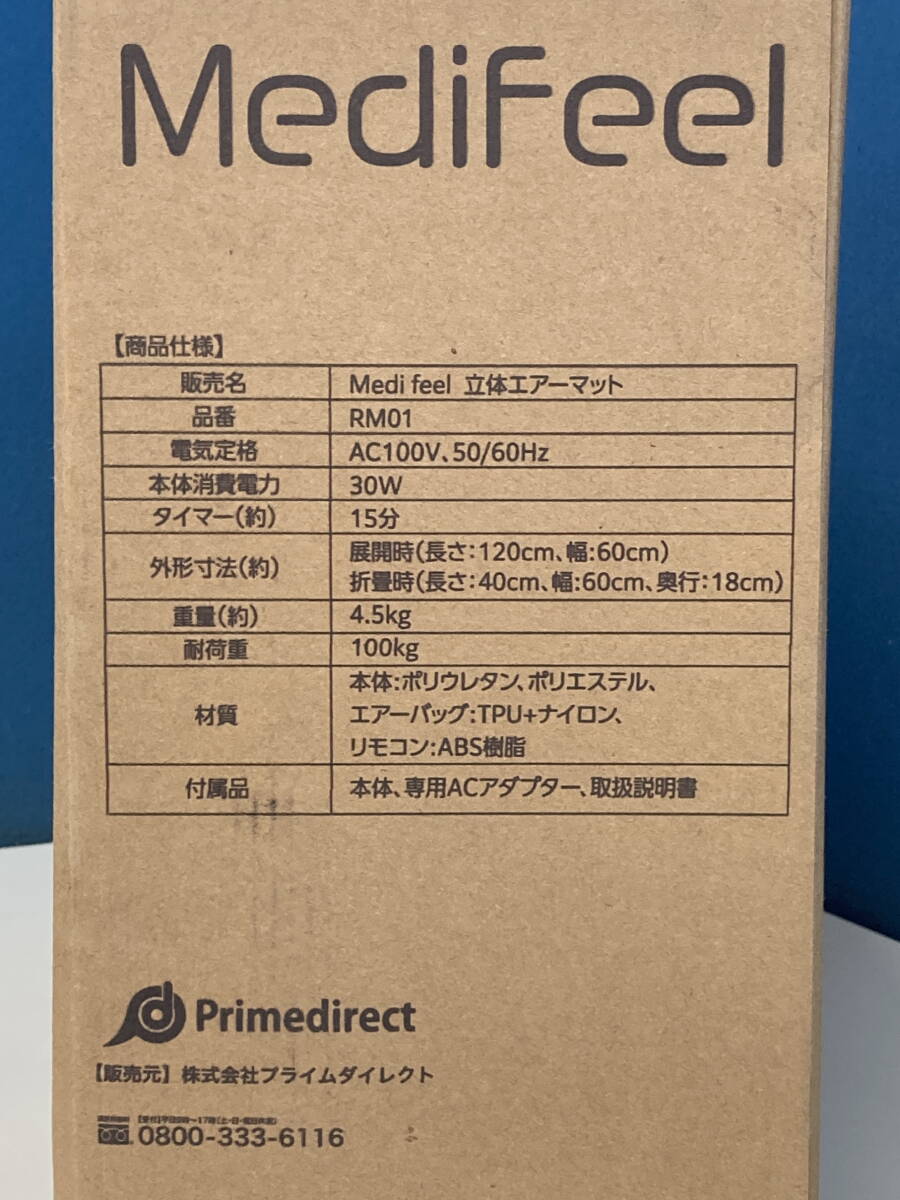 MediFeel
【商品仕様】
販売名 Medi feel 立体エアーマット
品番 RM01
電気定格 AC100V、50/60Hz
本体消費電力 30W
タイマー(約) 15分
外形寸法(約) 展開時(長さ:120cm、幅:60cm)
折畳時(長さ:40cm、幅:60cm、奥行:18cm)
重量(約) 4.5kg
耐荷重 100kg
材質 本体:ポリウレタン、ポリエステル、
エアーバッグ:TPU+ナイロン、
リモコン:ABS樹脂
付属品 本体、専用ACアダプター、取扱説明書
Primedirect
【販売元】株式会社プライムダイレクト
0800-333-6116